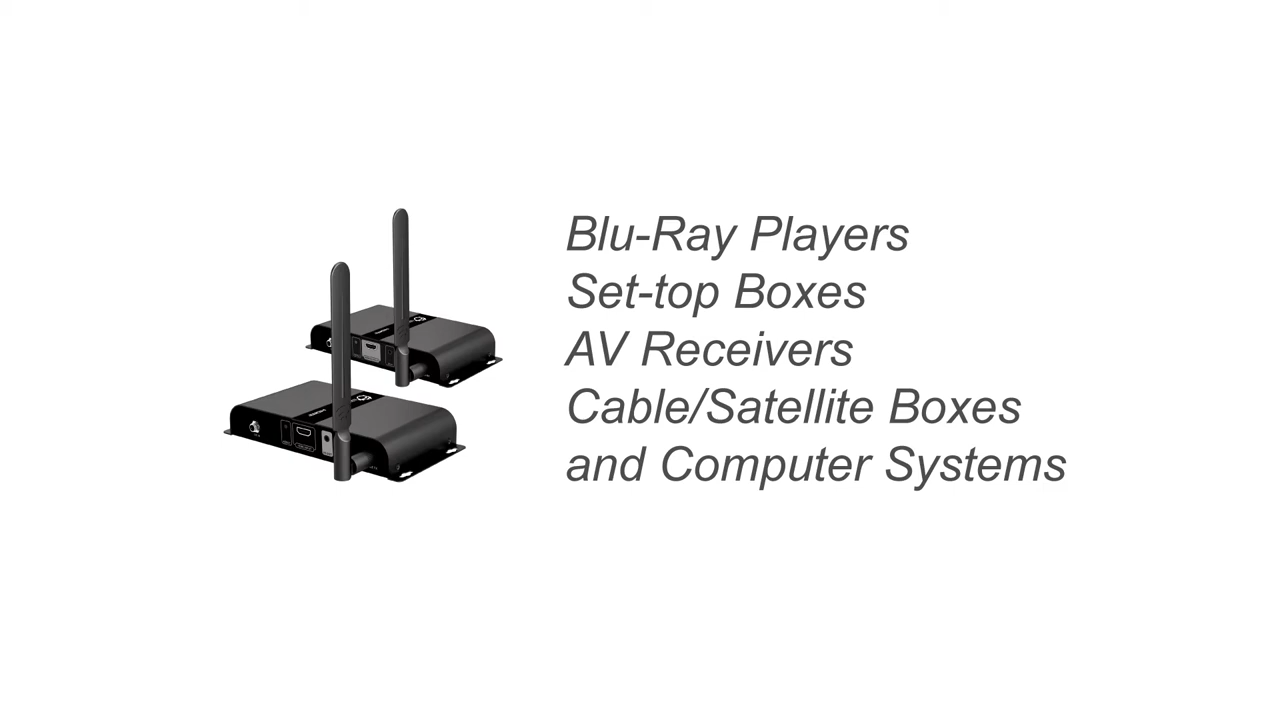 Blu-Ray Players
Set-top Boxes
AV Receivers
Cable/Satellite Boxes
and Computer Systems